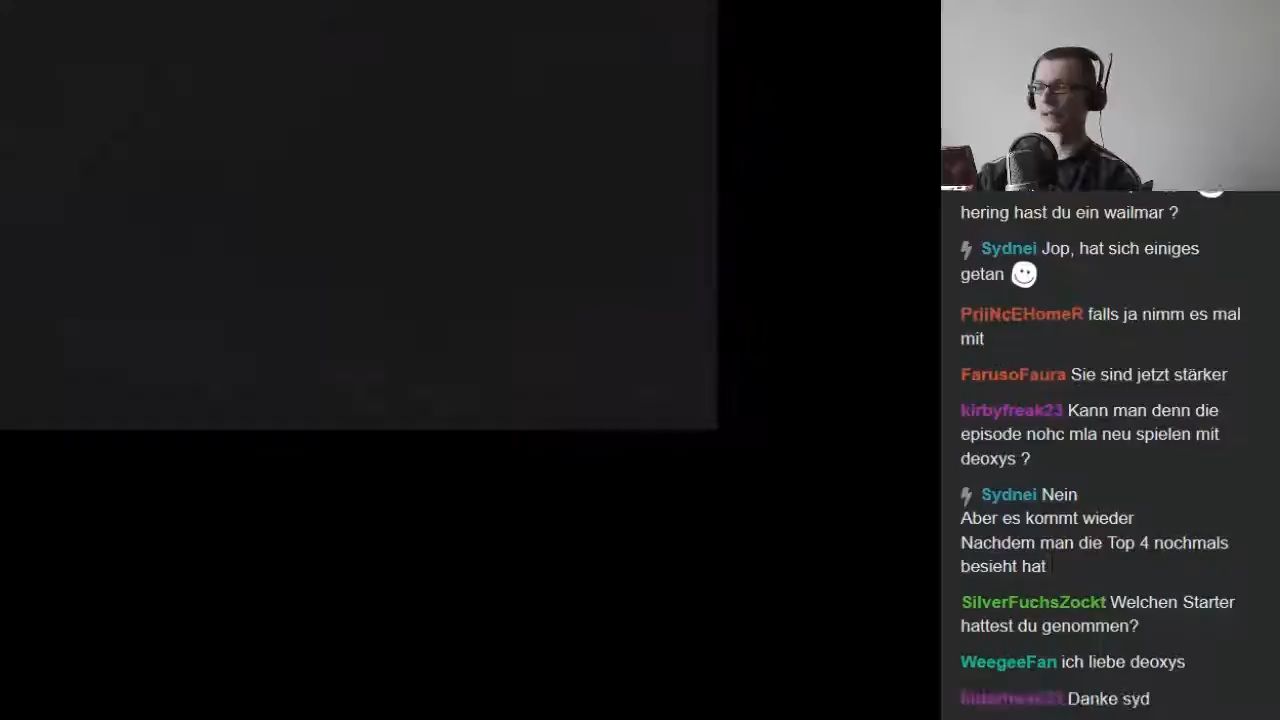 hering hast du ein wailmar ?
Sydnei Jop, hat sich einiges
getan
PriiNcEHomeR falls ja nimm es mal
mit
FarusoFaura Sie sind jetzt stärker
kirbyfreak23 Kann man denn die
episode nohc mla neu spielen mit
deoxys ?
Sydnei Nein
Aber es kommt wieder
Nachdem man die Top 4 nochmals
besieht hat
SilverFuchsZockt Welchen Starter
hattest du genommen?
WeegeeFan ich liebe deoxys
Danke syd